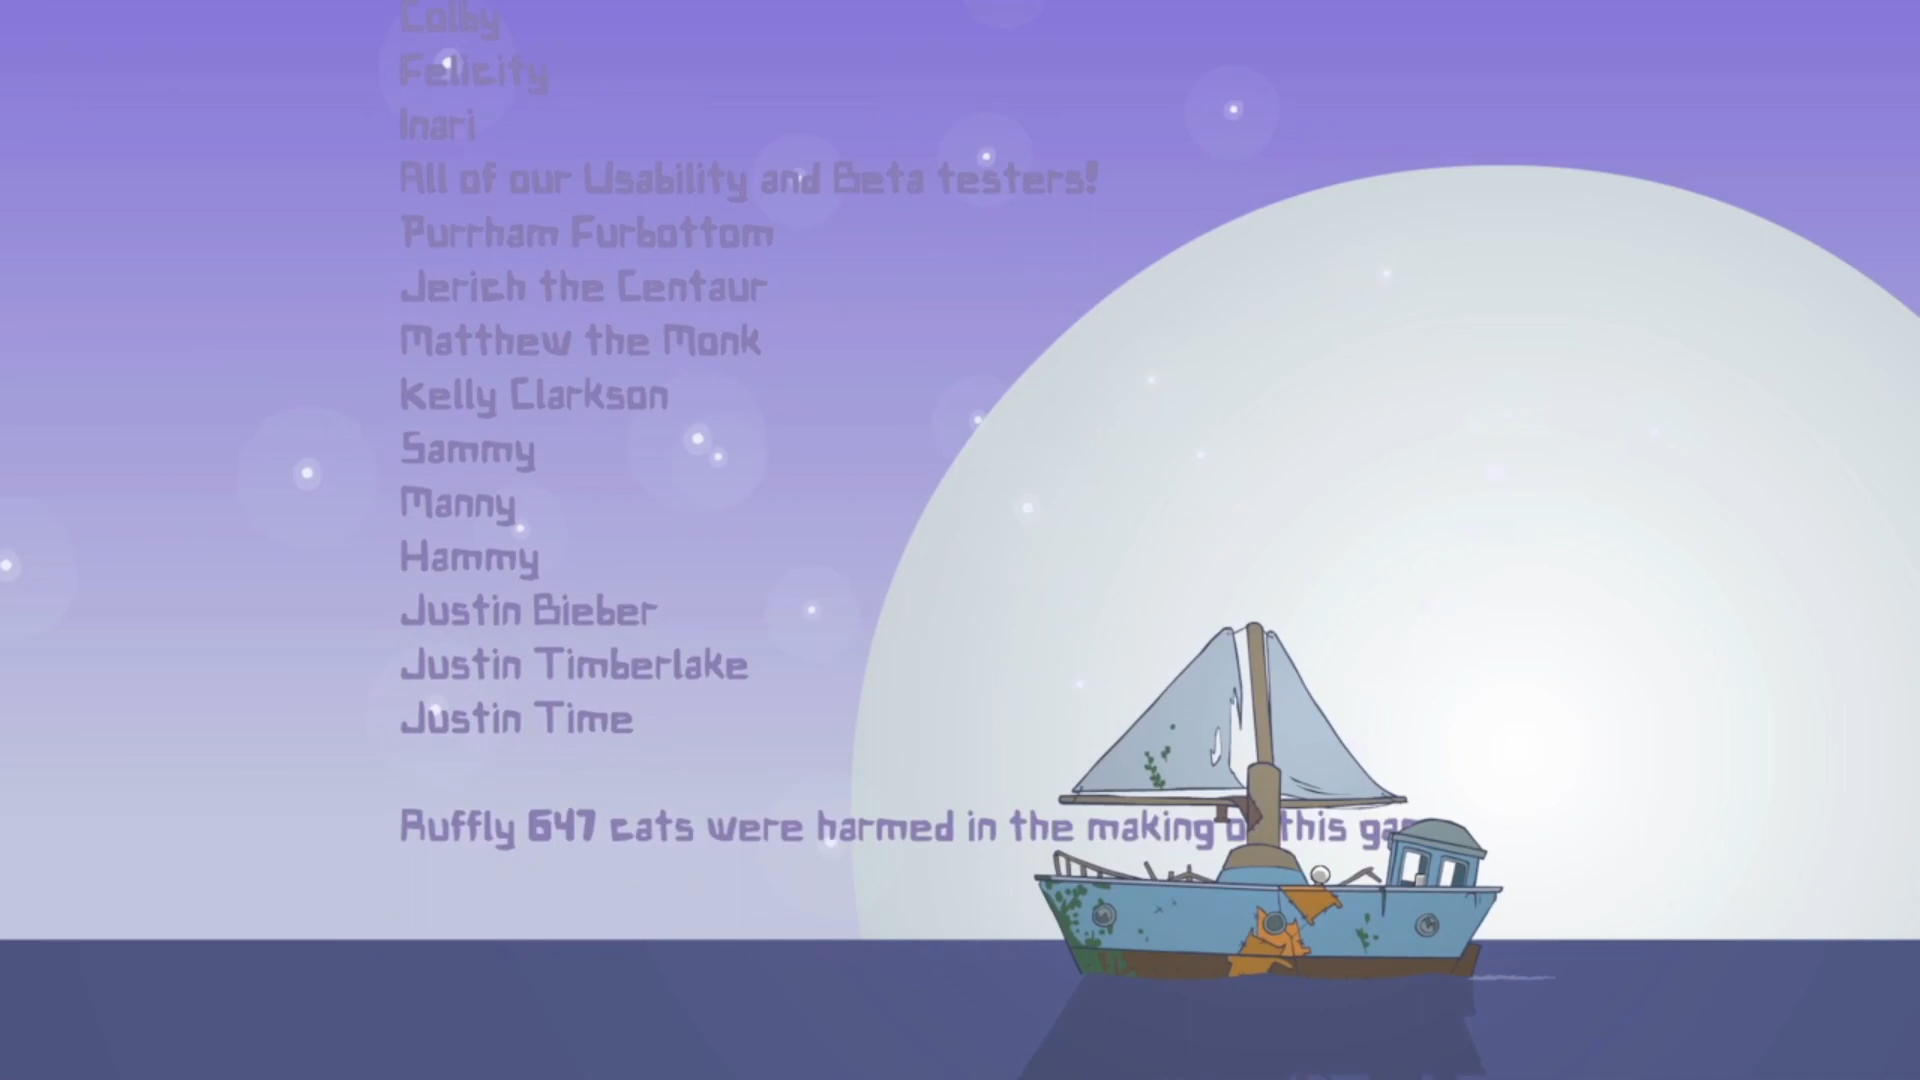 Colby
Felicity
Inari
All of our Usability and Beta testers!
Purrham Furbottom
Jerich the Centaur
Matthew the Monk
Kelly Clarkson
Sammy
Manny
Hammy
Justin Bieber
Justin Timberlake
Justin Time
Ruffly 647 cats were harmed in the making this